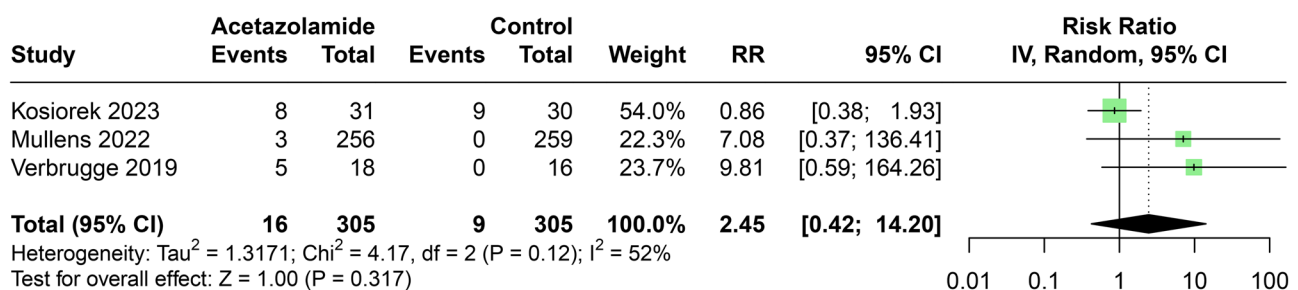 Acetazolamide Control Risk Ratio
Study Events Total Events Total Weight RR 95% CI IV, Random, 95% CI
Kosiorek 2023 8 31 9 30 54.0% 0.86 [0.38; 1.93]
Mullens 2022 3 256 0 259 22.3% 7.08 [0.37; 136.41]
Verbrugge 2019 5 18 0 16 23.7% 9.81 [0.59; 164.26]
Total (95% CI) 16 305 9 305 100.0% 2.45 [0.42; 14.20]
Heterogeneity: Tau² = 1.3171; Chi² = 4.17, df = 2 (P = 0.12); I² = 52%
Test for overall effect: Z = 1.00 (P = 0.317)
0.01 0.1 1 10 100